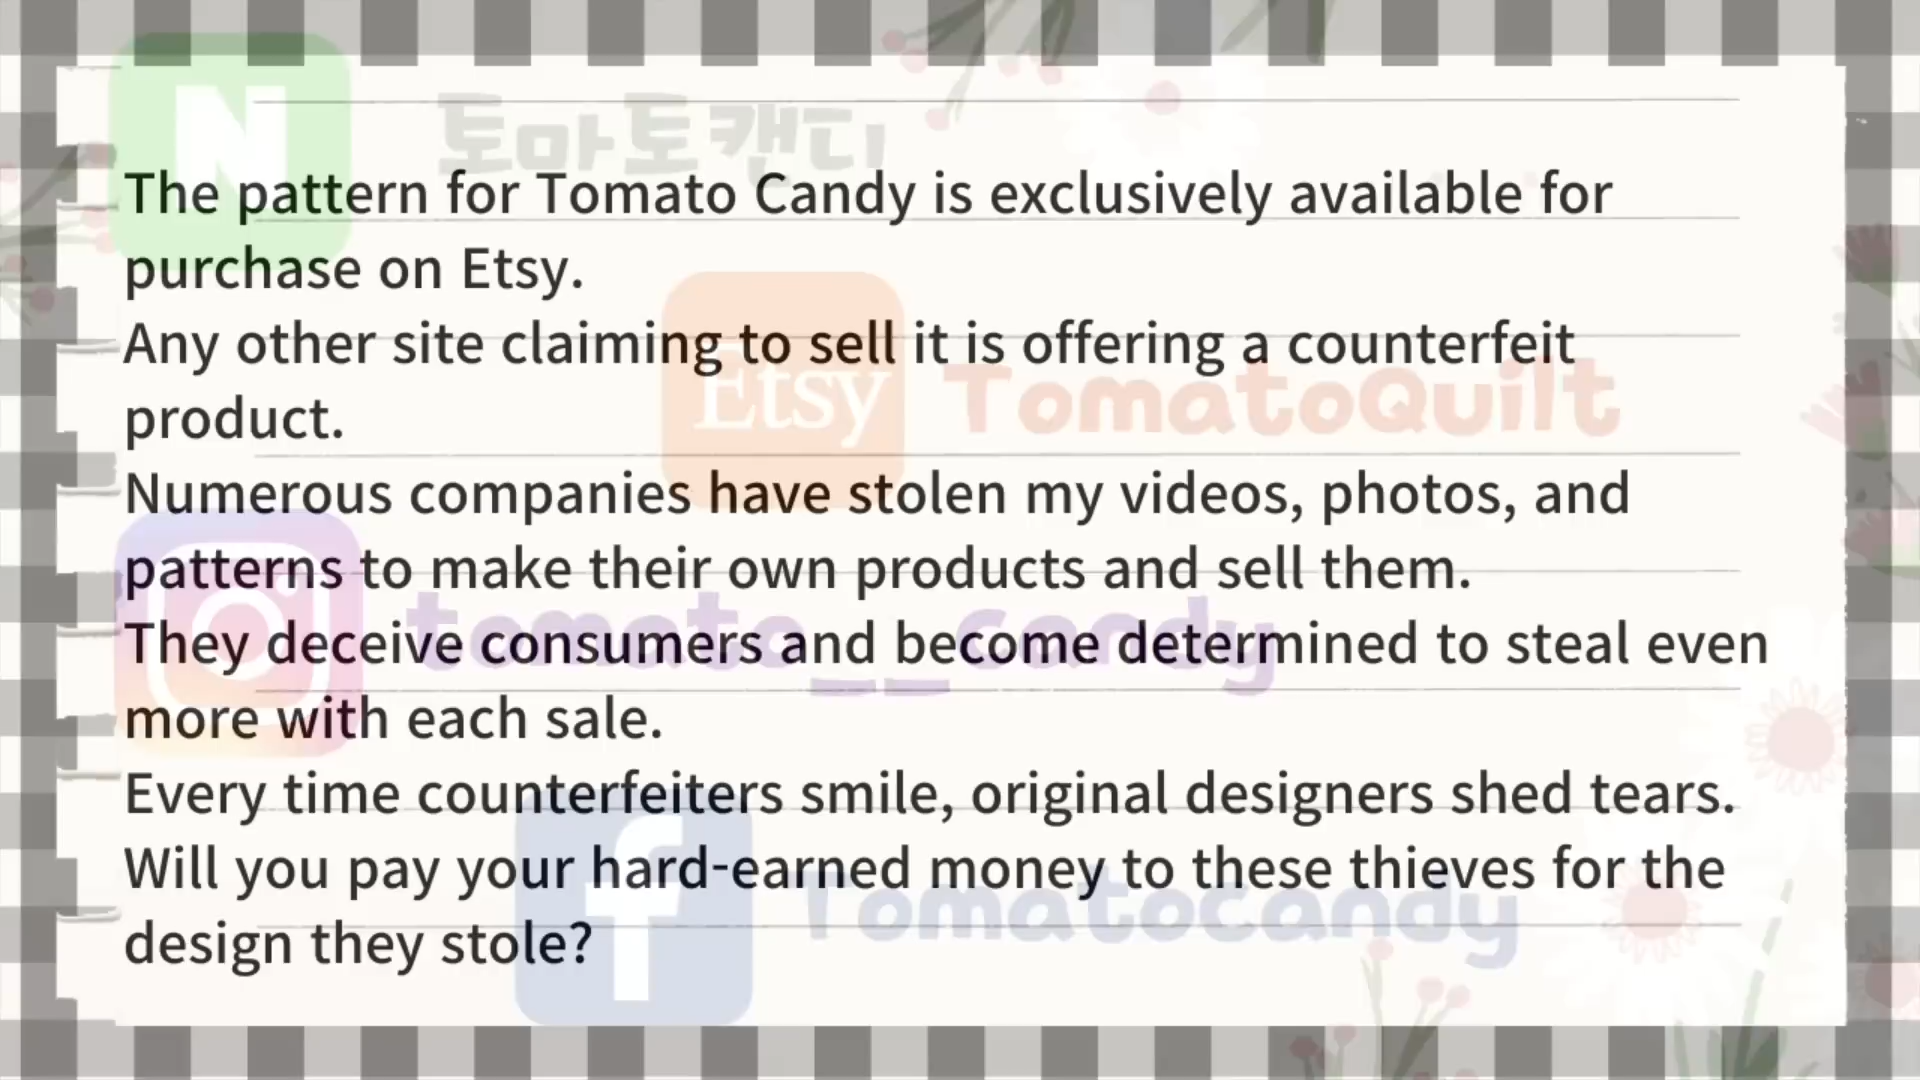 토마토캔디
The pattern for Tomato Candy is exclusively available for
purchase on Etsy.
Any other site claiming to sell it is offering a counterfeit
product.
Etsy TomatoQuilt
Numerous companies have stolen my videos, photos, and
patterns to make their own products and sell them.
tomato__candy
They deceive consumers and become determined to steal even
more with each sale.
Every time counterfeiters smile, original designers shed tears.
Will you pay your hard-earned money to these thieves for the
Tomatocandy
design they stole?